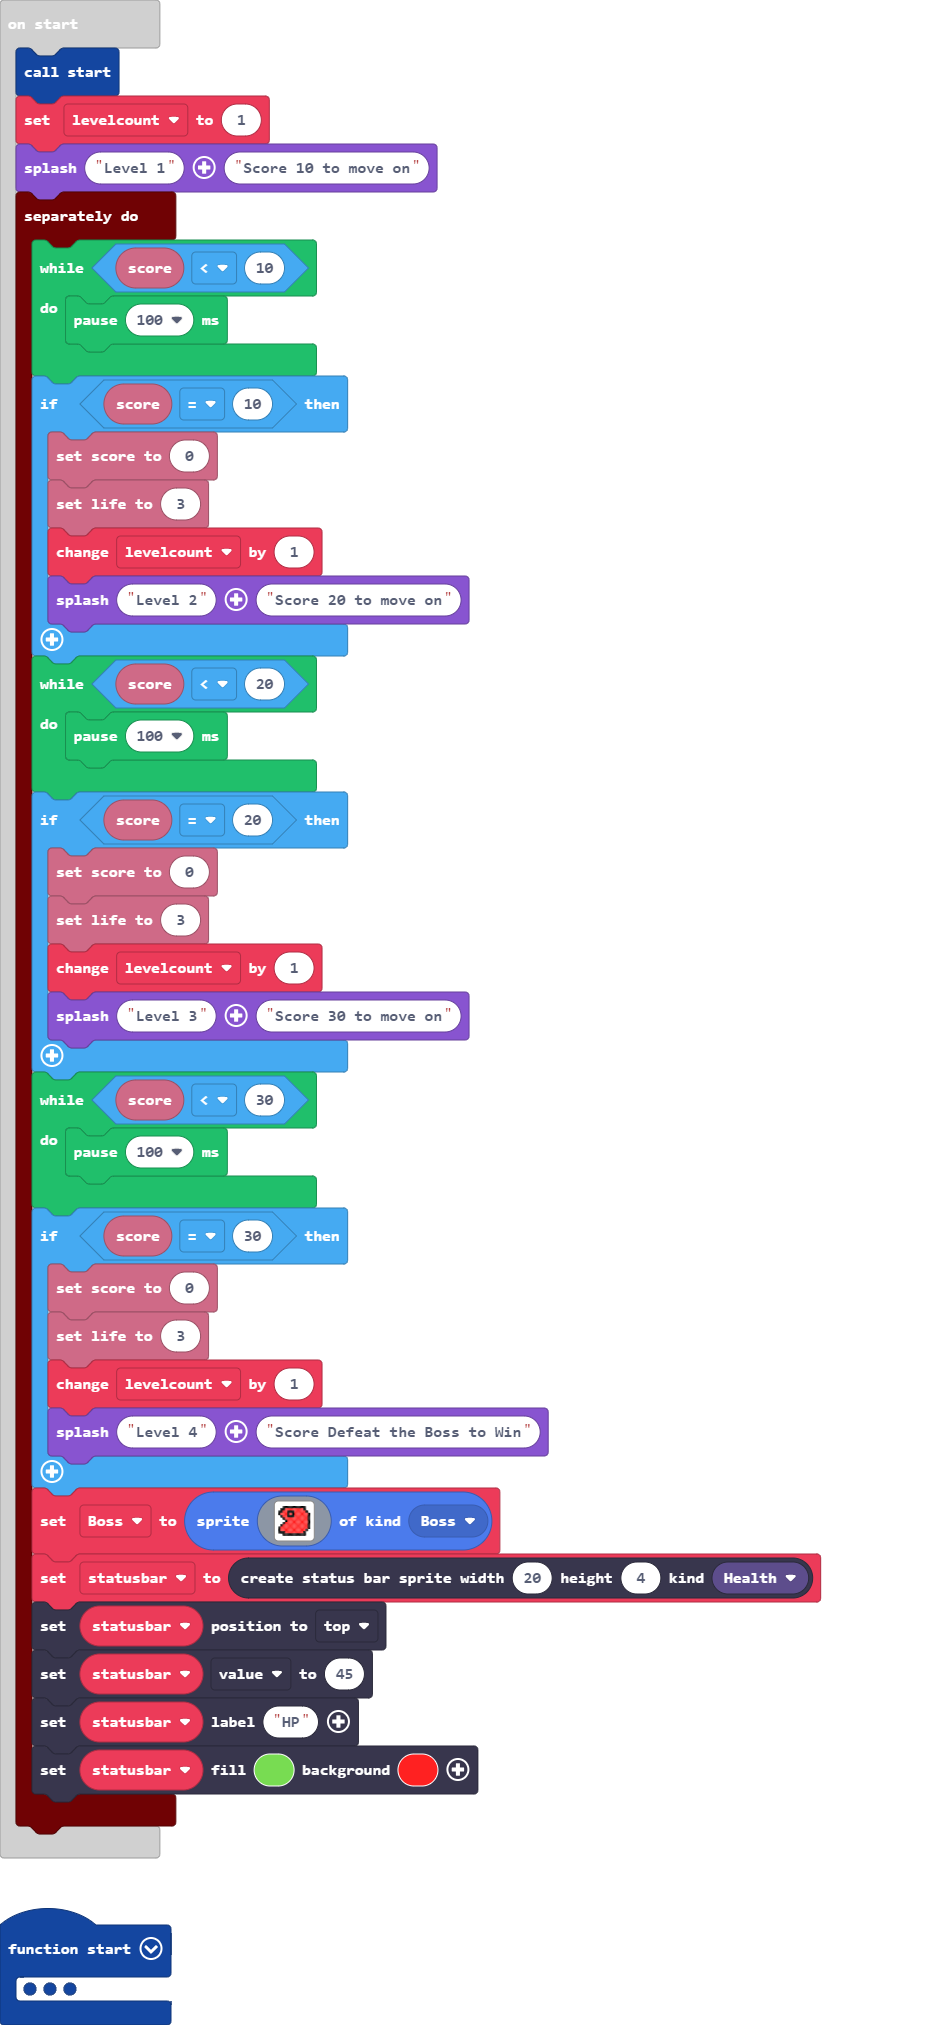 on start
call start
set levelcount to 1
splash "Level 1" "Score 10 to move on"
separately do
while score < 10
do pause 100 ms
if score = 10 then
set score to 0
set life to 3
change levelcount by 1
splash "Level 2" "Score 20 to move on"
while score < 20
do pause 100 ms
if score = 20 then
set score to 0
set life to 3
change levelcount by 1
splash "Level 3" "Score 30 to move on"
while score < 30
do pause 100 ms
if score = 30 then
set score to 0
set life to 3
change levelcount by 1
splash "Level 4" "Score Defeat the Boss to Win"
set Boss to sprite of kind Boss
set statusbar to create status bar sprite width 20 height 4 kind Health
set statusbar position to top
set statusbar value to 45
set statusbar label "HP"
set statusbar fill background
function start